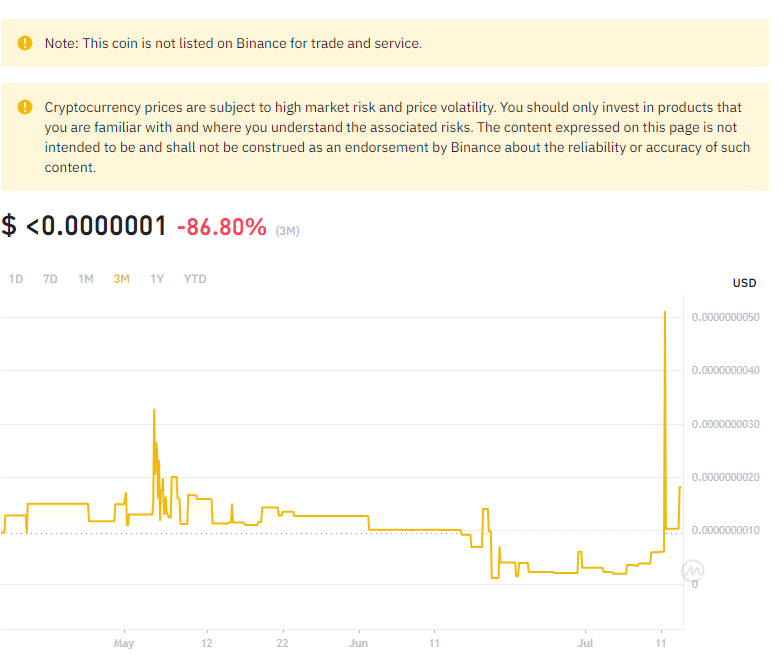 Note: This coin is not listed on Binance for trade and service.
Cryptocurrency prices are subject to high market risk and price volatility. You should only invest in products that
you are familiar with and where you understand the associated risks. The content expressed on this page is not
intended to be and shall not be construed as an endorsement by Binance about the reliability or accuracy of such
content.
$ <0.0000001 -86.80% (3M)
1D 7D 1M 3M 1Y YTD
USD
0.0000000050
0.0000000040
0.0000000030
0.0000000020
0.0000000010
0
May 12 22 Jun 11 Jul 11